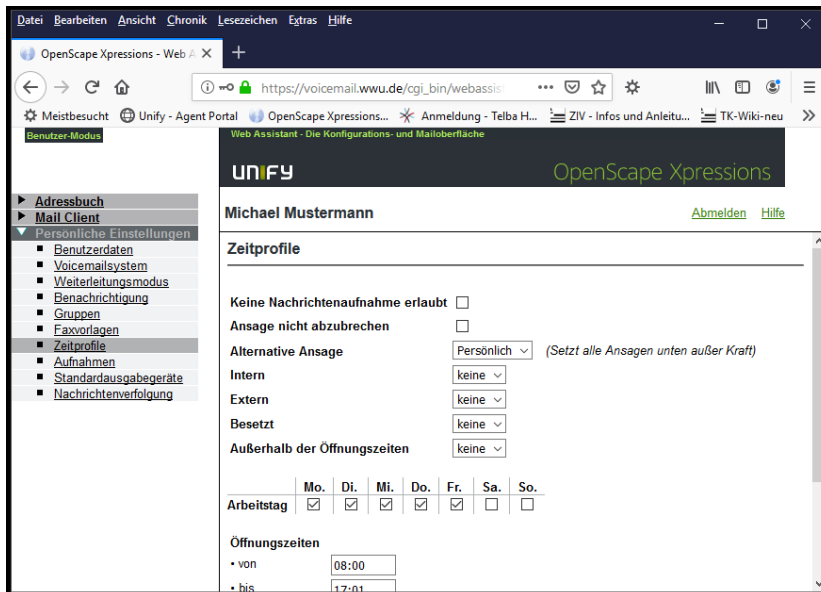 Datei Bearbeiten Ansicht Chronik Lesezeichen Extras Hilfe
OpenScape Xpressions - Web A
https://voicemail.wwu.de/cgi_bin/webassis
Meistbesucht Unify - Agent Portal OpenScape Xpressions... Anmeldung - Telba H... ZIV - Infos und Anleitu... TK-Wiki-neu
Benutzer-Modus
Web Assistant - Die Konfigurations- und Mailoberfläche
UNIFY OpenScape Xpressions
Adressbuch
Mail Client
Persönliche Einstellungen
Benutzerdaten
Voicemailsystem
Weiterleitungsmodus
Benachrichtigung
Gruppen
Faxvorlagen
Zeitprofile
Aufnahmen
Standardausgabegeräte
Nachrichtenverfolgung
Michael Mustermann Abmelden Hilfe
Zeitprofile
Keine Nachrichtenaufnahme erlaubt
Ansage nicht abzubrechen
Alternative Ansage Persönlich (Setzt alle Ansagen unten außer Kraft)
Intern keine
Extern keine
Besetzt keine
Außerhalb der Öffnungszeiten keine
Mo. Di. Mi. Do. Fr. Sa. So.
Arbeitstag
Öffnungszeiten
• von 08:00
• bis 17:01